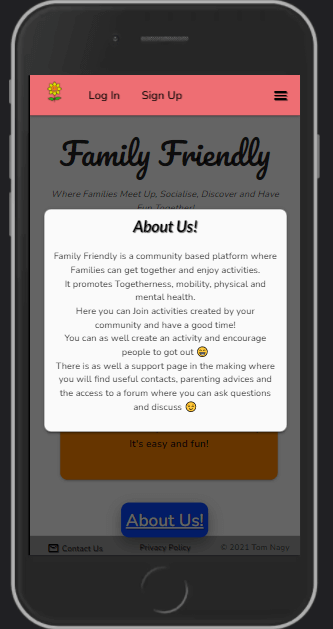 Log In Sign Up
Family Friendly
Where Families Meet Up, Socialise, Discover and Have
Fun Together!
About Us!
Family Friendly is a community based platform where
Families can get together and enjoy activities.
It promotes Togetherness, mobility, physical and
mental health.
Here you can Join activities created by your
community and have a good time!
You can as well create an activity and encourage
people to got out 😄
There is as well a support page in the making where
you will find useful contacts, parenting advices and
the access to a forum where you can ask questions
and discuss 😉
It's easy and fun!
About Us!
Contact Us Privacy Policy © 2021 Tom.Nagy